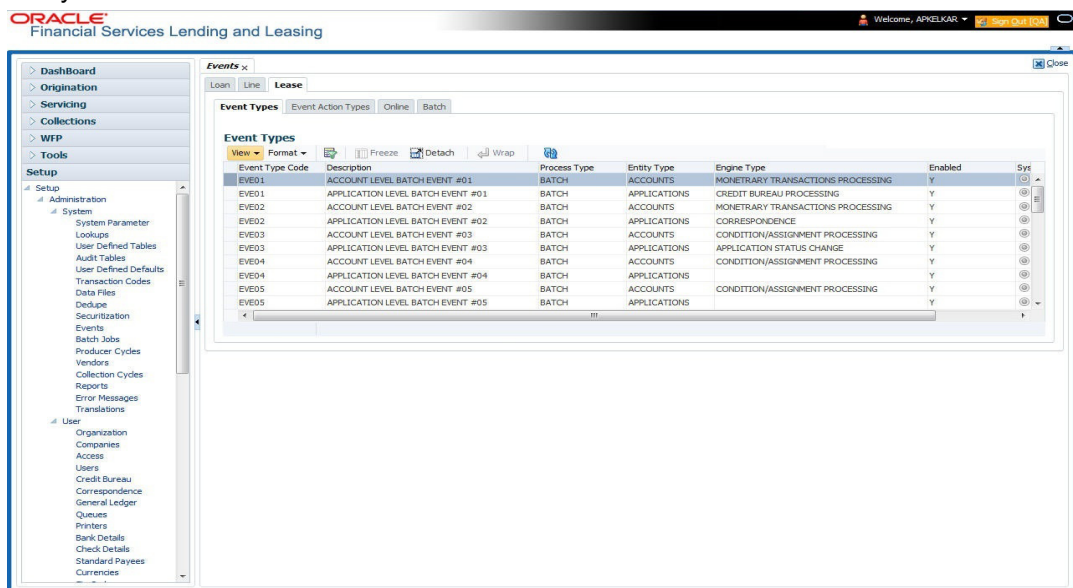 ORACLE
Financial Services Lending and Leasing
Welcome, APKELKAR
Sign Out [QA]
DashBoard
Origination
Servicing
Collections
WFP
Tools
Setup
Setup
Administration
System
System Parameter
Lookups
User Defined Tables
Audit Tables
User Defined Defaults
Transaction Codes
Data Files
Dedupe
Securitization
Events
Batch Jobs
Producer Cycles
Vendors
Collection Cycles
Reports
Error Messages
Translations
User
Organization
Companies
Access
Users
Credit Bureau
Correspondence
General Ledger
Queues
Printers
Bank Details
Check Details
Standard Payees
Currencies
Events x
Close
Loan Line Lease
Event Types Event Action Types Online Batch
Event Types
View Format Freeze Detach Wrap
Event Type Code Description Process Type Entity Type Engine Type Enabled Sys
EVE01 ACCOUNT LEVEL BATCH EVENT #01 BATCH ACCOUNTS MONETRARY TRANSACTIONS PROCESSING Y
EVE01 APPLICATION LEVEL BATCH EVENT #01 BATCH APPLICATIONS CREDIT BUREAU PROCESSING Y
EVE02 ACCOUNT LEVEL BATCH EVENT #02 BATCH ACCOUNTS MONETRARY TRANSACTIONS PROCESSING Y
EVE02 APPLICATION LEVEL BATCH EVENT #02 BATCH APPLICATIONS CORRESPONDENCE Y
EVE03 ACCOUNT LEVEL BATCH EVENT #03 BATCH ACCOUNTS CONDITION/ASSIGNMENT PROCESSING Y
EVE03 APPLICATION LEVEL BATCH EVENT #03 BATCH APPLICATIONS APPLICATION STATUS CHANGE Y
EVE04 ACCOUNT LEVEL BATCH EVENT #04 BATCH ACCOUNTS CONDITION/ASSIGNMENT PROCESSING Y
EVE04 APPLICATION LEVEL BATCH EVENT #04 BATCH APPLICATIONS Y
EVE05 ACCOUNT LEVEL BATCH EVENT #05 BATCH ACCOUNTS CONDITION/ASSIGNMENT PROCESSING Y
EVE05 APPLICATION LEVEL BATCH EVENT #05 BATCH APPLICATIONS Y